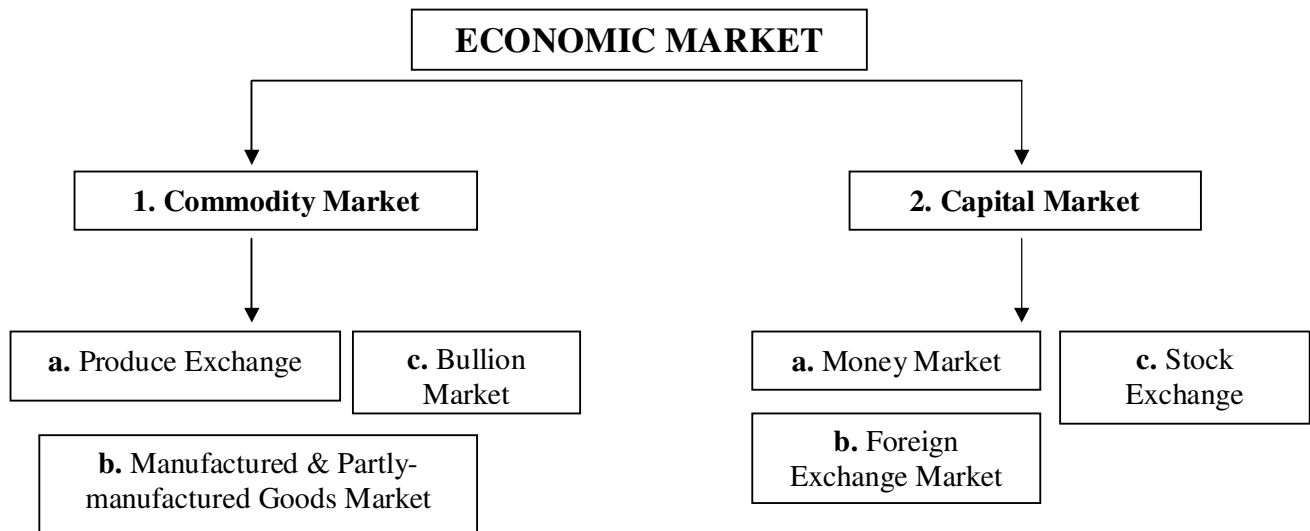 ECONOMIC MARKET
1. Commodity Market
2. Capital Market
a. Produce Exchange
c. Bullion
Market
b. Manufactured & Partly-
manufactured Goods Market
a. Money Market
c. Stock
Exchange
b. Foreign
Exchange Market